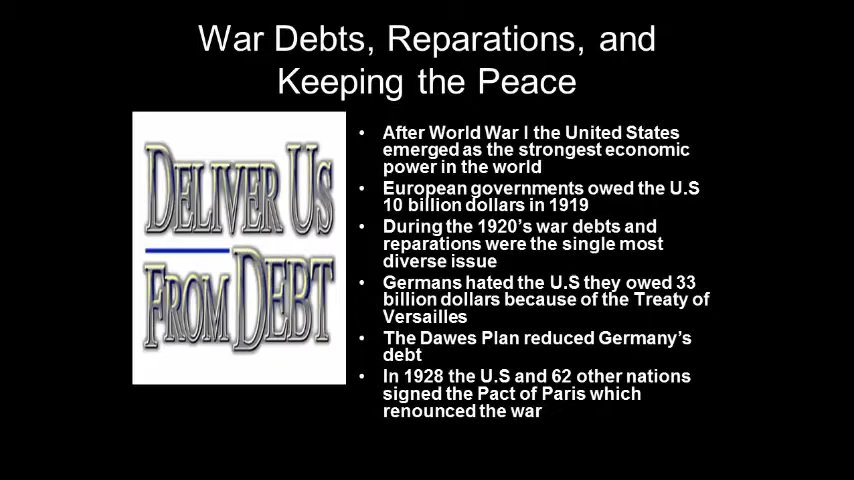 War Debts, Reparations, and
Keeping the Peace
DELIVER US
FROM DEBT
• After World War I the United States
emerged as the strongest economic
power in the world
• European governments owed the U.S
10 billion dollars in 1919
• During the 1920's war debts and
reparations were the single most
diverse issue
• Germans hated the U.S they owed 33
billion dollars because of the Treaty of
Versailles
• The Dawes Plan reduced Germany's
debt
• In 1928 the U.S and 62 other nations
signed the Pact of Paris which
renounced the war